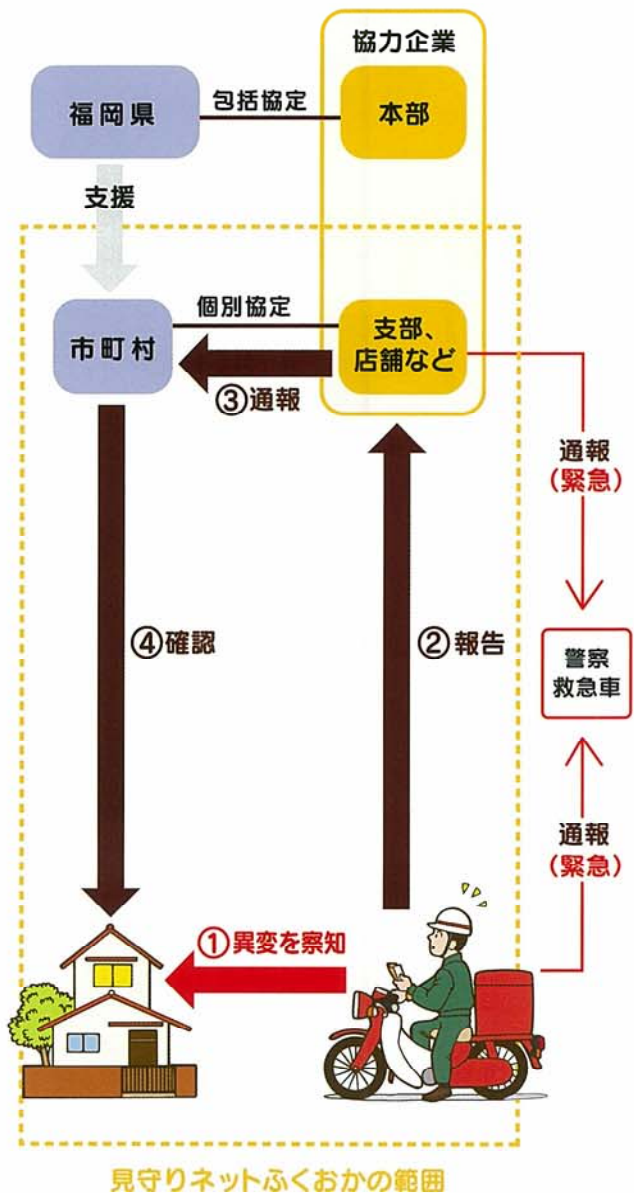 協力企業
福岡県
包括協定
本部
支援
市町村
個別協定
支部、
店舗など
③通報
通報
(緊急)
④確認
②報告
警察
救急車
通報
(緊急)
①異変を察知
見守りネットふくおかの範囲